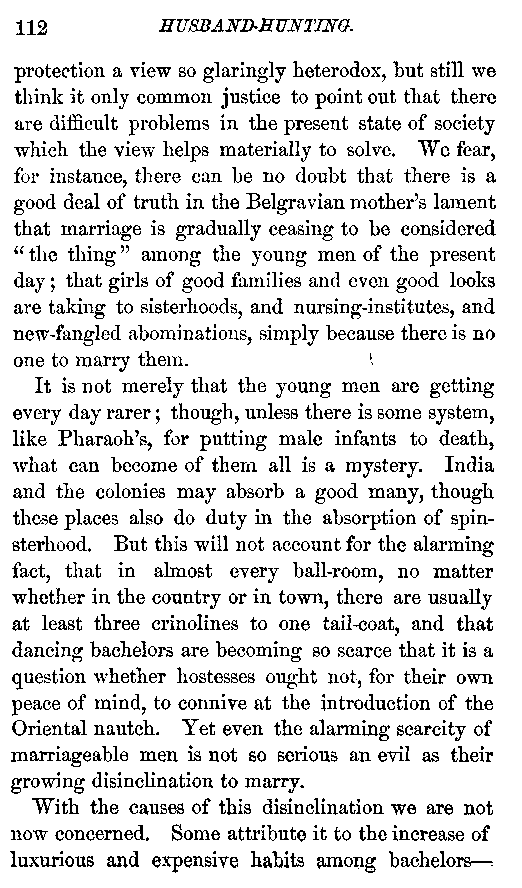 112 HUSBAND-HUNTING.
protection a view so glaringly heterodox, but still we
think it only common justice to point out that there
are difficult problems in the present state of society
which the view helps materially to solve. We fear,
for instance, there can be no doubt that there is a
good deal of truth in the Belgravian mother's lament
that marriage is gradually ceasing to be considered
"the thing" among the young men of the present
day; that girls of good families and even good looks
are taking to sisterhoods, and nursing-institutes, and
new-fangled abominations, simply because there is no
one to marry them.
It is not merely that the young men are getting
every day rarer; though, unless there is some system,
like Pharaoh's, for putting male infants to death,
what can become of them all is a mystery. India
and the colonies may absorb a good many, though
these places also do duty in the absorption of spin-
sterhood. But this will not account for the alarming
fact, that in almost every ball-room, no matter
whether in the country or in town, there are usually
at least three crinolines to one tail-coat, and that
dancing bachelors are becoming so scarce that it is a
question whether hostesses ought not, for their own
peace of mind, to connive at the introduction of the
Oriental nautch. Yet even the alarming scarcity of
marriageable men is not so serious an evil as their
growing disinclination to marry.
With the causes of this disinclination we are not
now concerned. Some attribute it to the increase of
luxurious and expensive habits among bachelors—